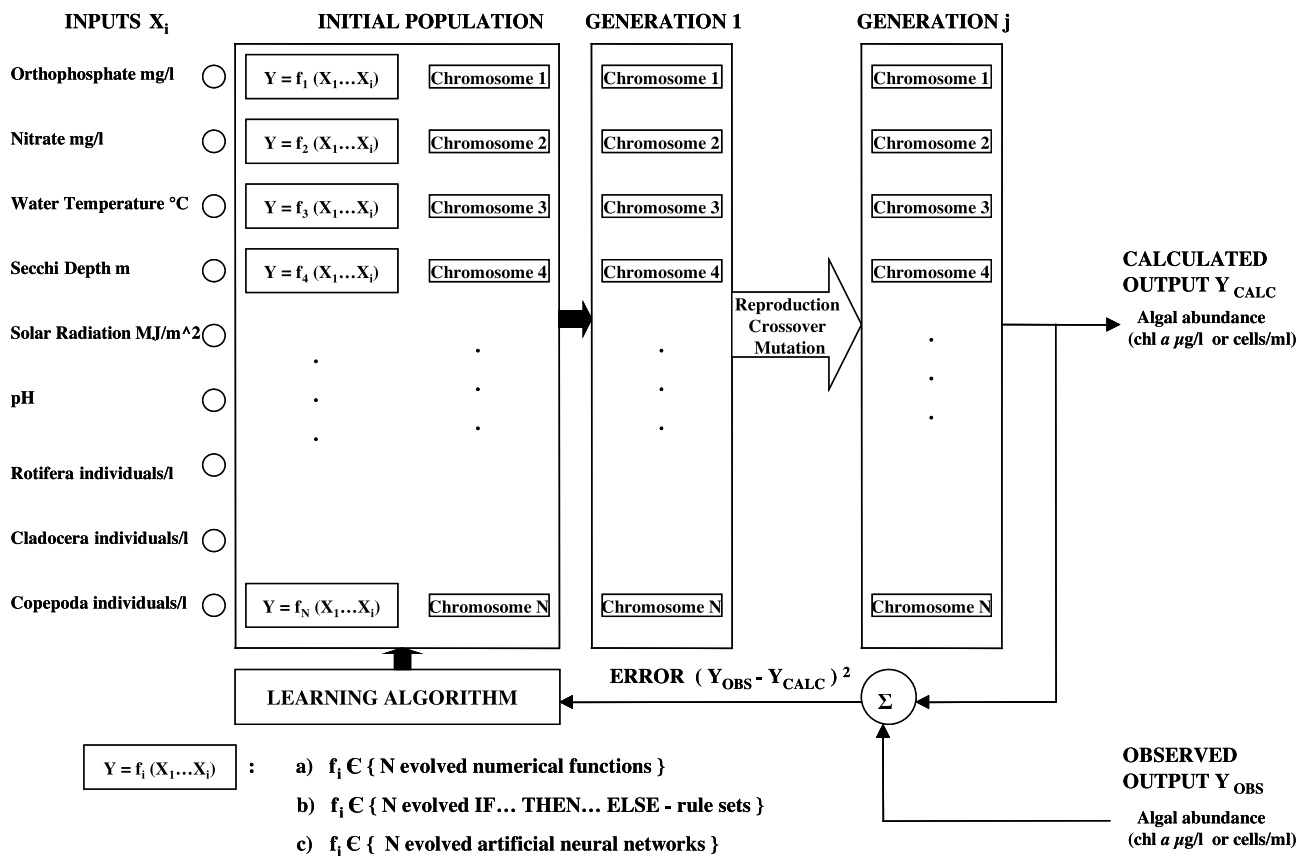 INPUTS Xi
INITIAL POPULATION
GENERATION 1
GENERATION j
Orthophosphate mg/l
Y = f1 (X1…Xi)
Chromosome 1
Chromosome 1
Chromosome 1
Nitrate mg/l
Y = f2 (X1…Xi)
Chromosome 2
Chromosome 2
Chromosome 2
Water Temperature °C
Y = f3 (X1…Xi)
Chromosome 3
Chromosome 3
Chromosome 3
Secchi Depth m
Y = f4 (X1…Xi)
Chromosome 4
Chromosome 4
Chromosome 4
Solar Radiation MJ/m^2
pH
Rotifera individuals/l
Cladocera individuals/l
Copepoda individuals/l
Y = fN (X1…Xi)
Chromosome N
Chromosome N
Chromosome N
Reproduction
Crossover
Mutation
CALCULATED
OUTPUT Y CALC
Algal abundance
(chl a µg/l or cells/ml)
LEARNING ALGORITHM
ERROR ( YOBS - YCALC ) 2
Σ
OBSERVED
OUTPUT YOBS
Algal abundance
(chl a µg/l or cells/ml)
Y = fi (X1…Xi) :
a) fi Є { N evolved numerical functions }
b) fi Є { N evolved IF… THEN… ELSE - rule sets }
c) fi Є { N evolved artificial neural networks }